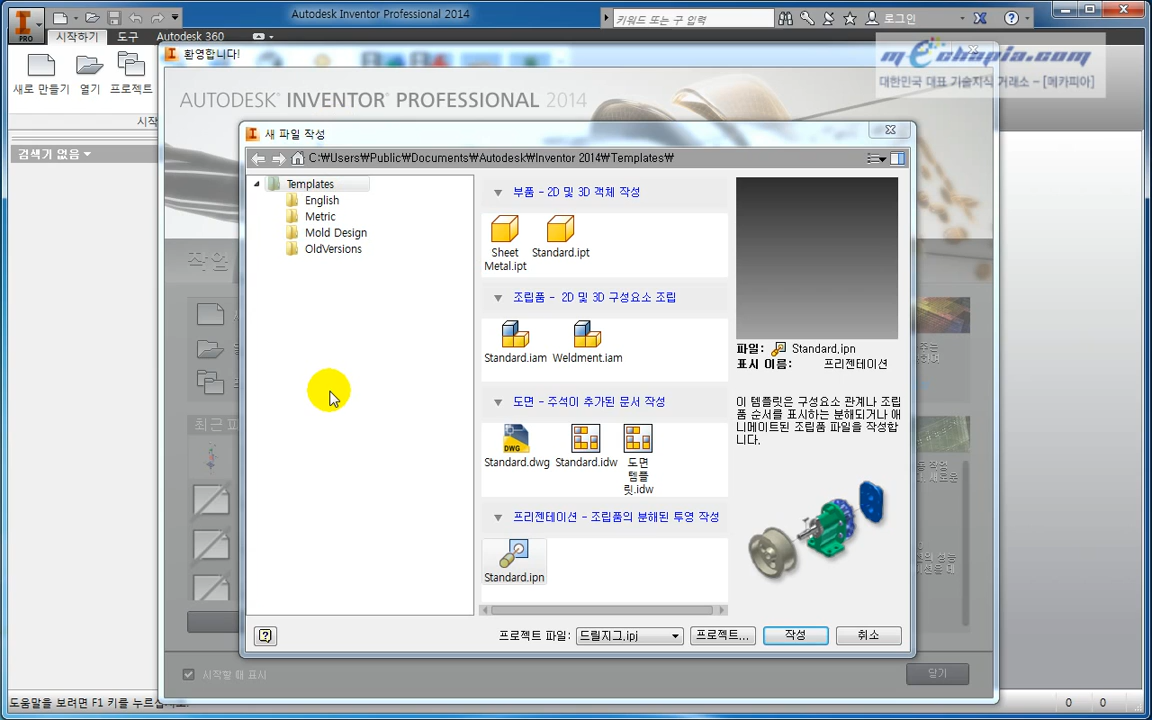 Autodesk Inventor Professional 2014
키워드 또는 구 입력
로그인
PRO
시작하기
도구
Autodesk 360
새로 만들기
열기
프로젝트
시작
검색기 없음
환영합니다!
mechapia.com
대한민국 대표 기술지식 거래소 – [메카피아]
AUTODESK® INVENTOR® PROFESSIONAL 2014
새 파일 작성
C:₩Users₩Public₩Documents₩Autodesk₩Inventor 2014₩Templates₩
Templates
English
Metric
Mold Design
OldVersions
부품 - 2D 및 3D 객체 작성
Sheet Metal.ipt
Standard.ipt
조립품 - 2D 및 3D 구성요소 조립
Standard.iam
Weldment.iam
도면 - 주석이 추가된 문서 작성
DWG
Standard.dwg
Standard.idw
도면 템플릿.idw
프리젠테이션 - 조립품의 분해된 투영 작성
Standard.ipn
파일: Standard.ipn
표시 이름: 프리젠테이션
이 템플릿은 구성요소 관계나 조립
품 순서를 표시하는 분해되거나 애
니메이트된 조립품 파일을 작성합
니다.
프로젝트 파일: 드릴지그.ipj
프로젝트...
작성
취소
작업
최근 파
시작할 때 표시
닫기
도움말을 보려면 F1 키를 누르십시오.
0 0